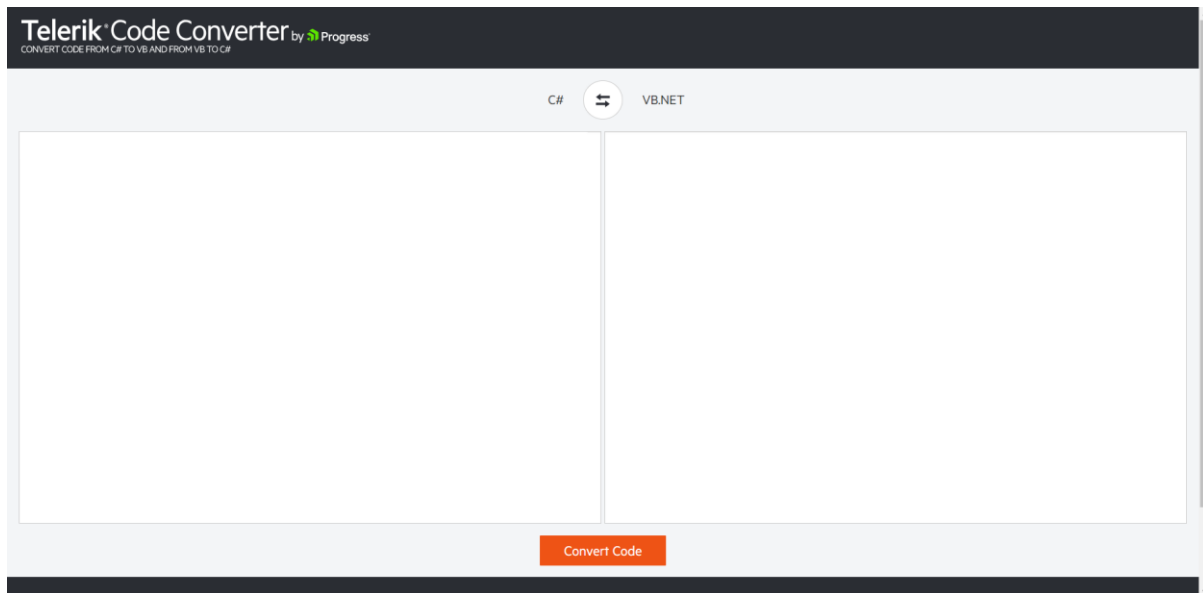 Telerik® Code Converter by Progress®
CONVERT CODE FROM C# TO VB AND FROM VB TO C#
C# VB.NET
Convert Code